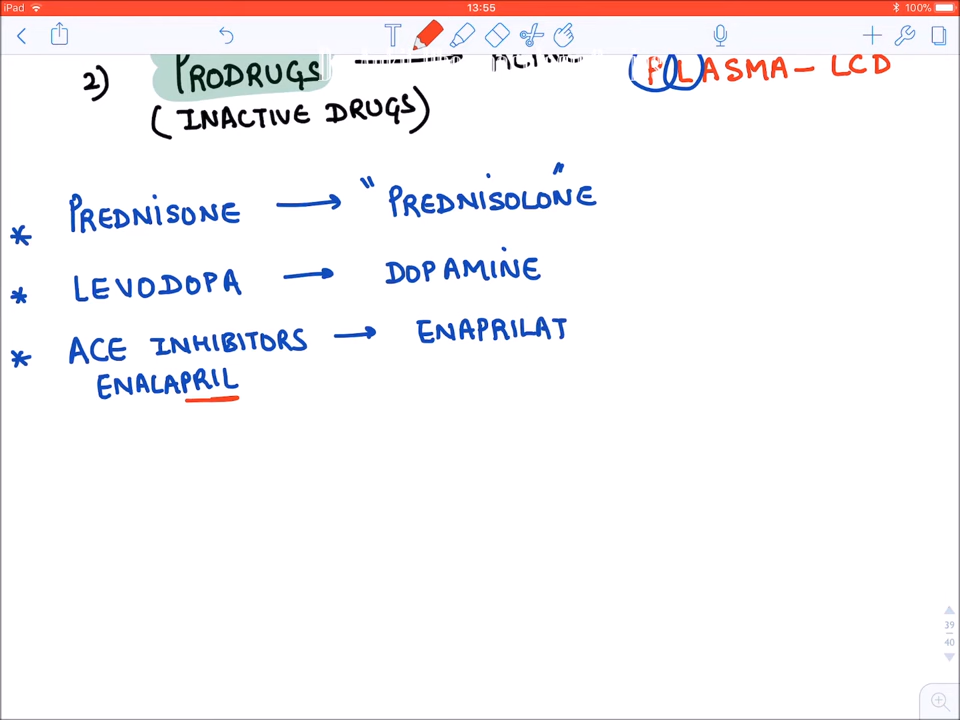 iPad 13:55 100%
T
2) PRODRUGS
PLASMA - LCD
(INACTIVE DRUGS)
* PREDNISONE → "PREDNISOLONE"
* LEVODOPA → DOPAMINE
* ACE INHIBITORS → ENAPRILAT
ENALAPRIL
39
40